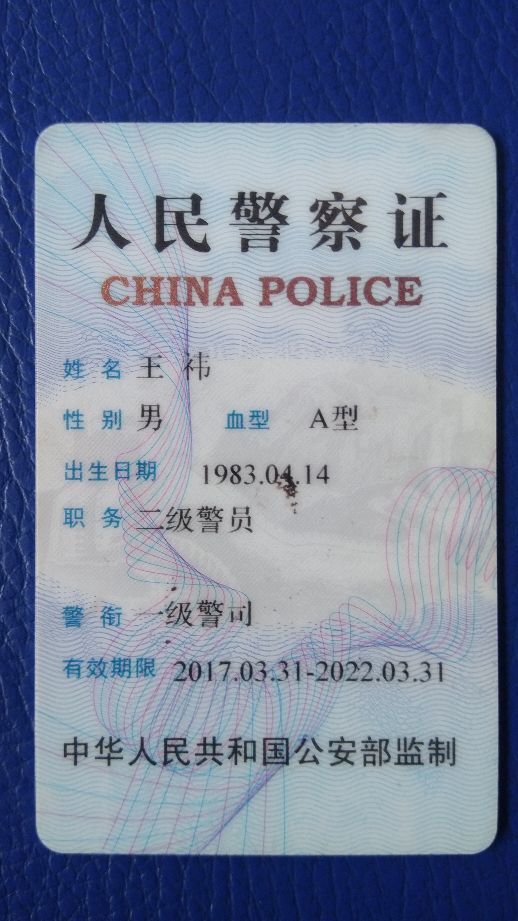 人民警察证
CHINA POLICE
姓名 王祎
性别 男 血型 A型
出生日期 1983.04.14
职务 二级警员
警衔 一级警司
有效期限 2017.03.31-2022.03.31
中华人民共和国公安部监制